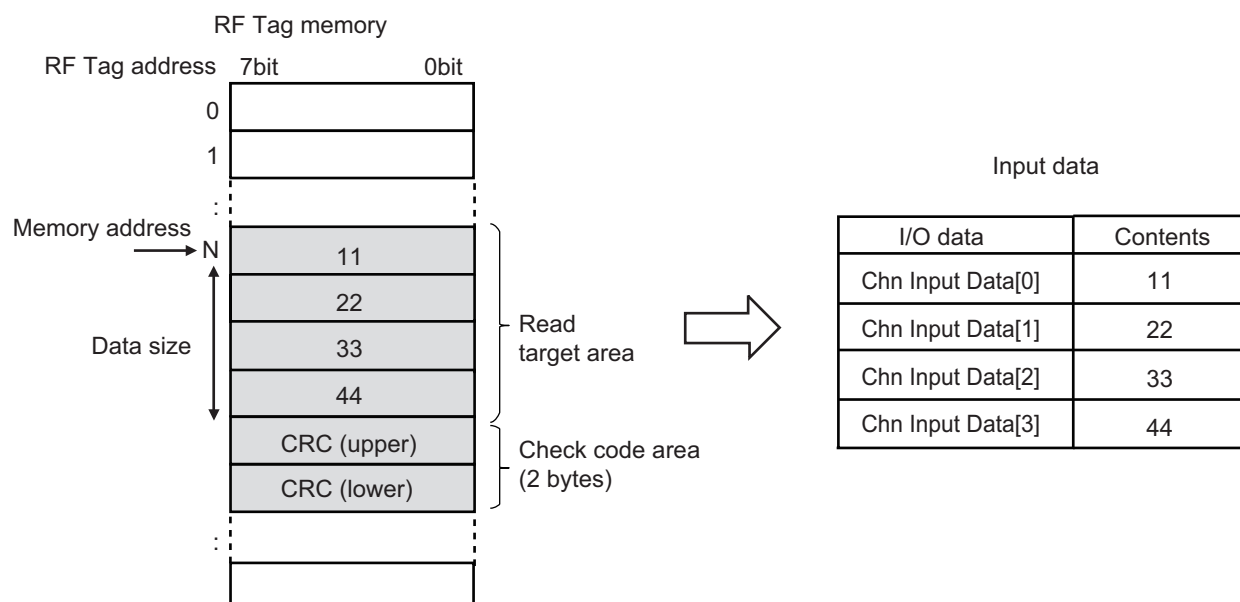 RF Tag memory
RF Tag address 7bit 0bit
0
1
:
Memory address
N
11
22
33
44
Data size
Read
target area
CRC (upper)
CRC (lower)
Check code area
(2 bytes)
:
Input data
I/O data Contents
Chn Input Data[0] 11
Chn Input Data[1] 22
Chn Input Data[2] 33
Chn Input Data[3] 44